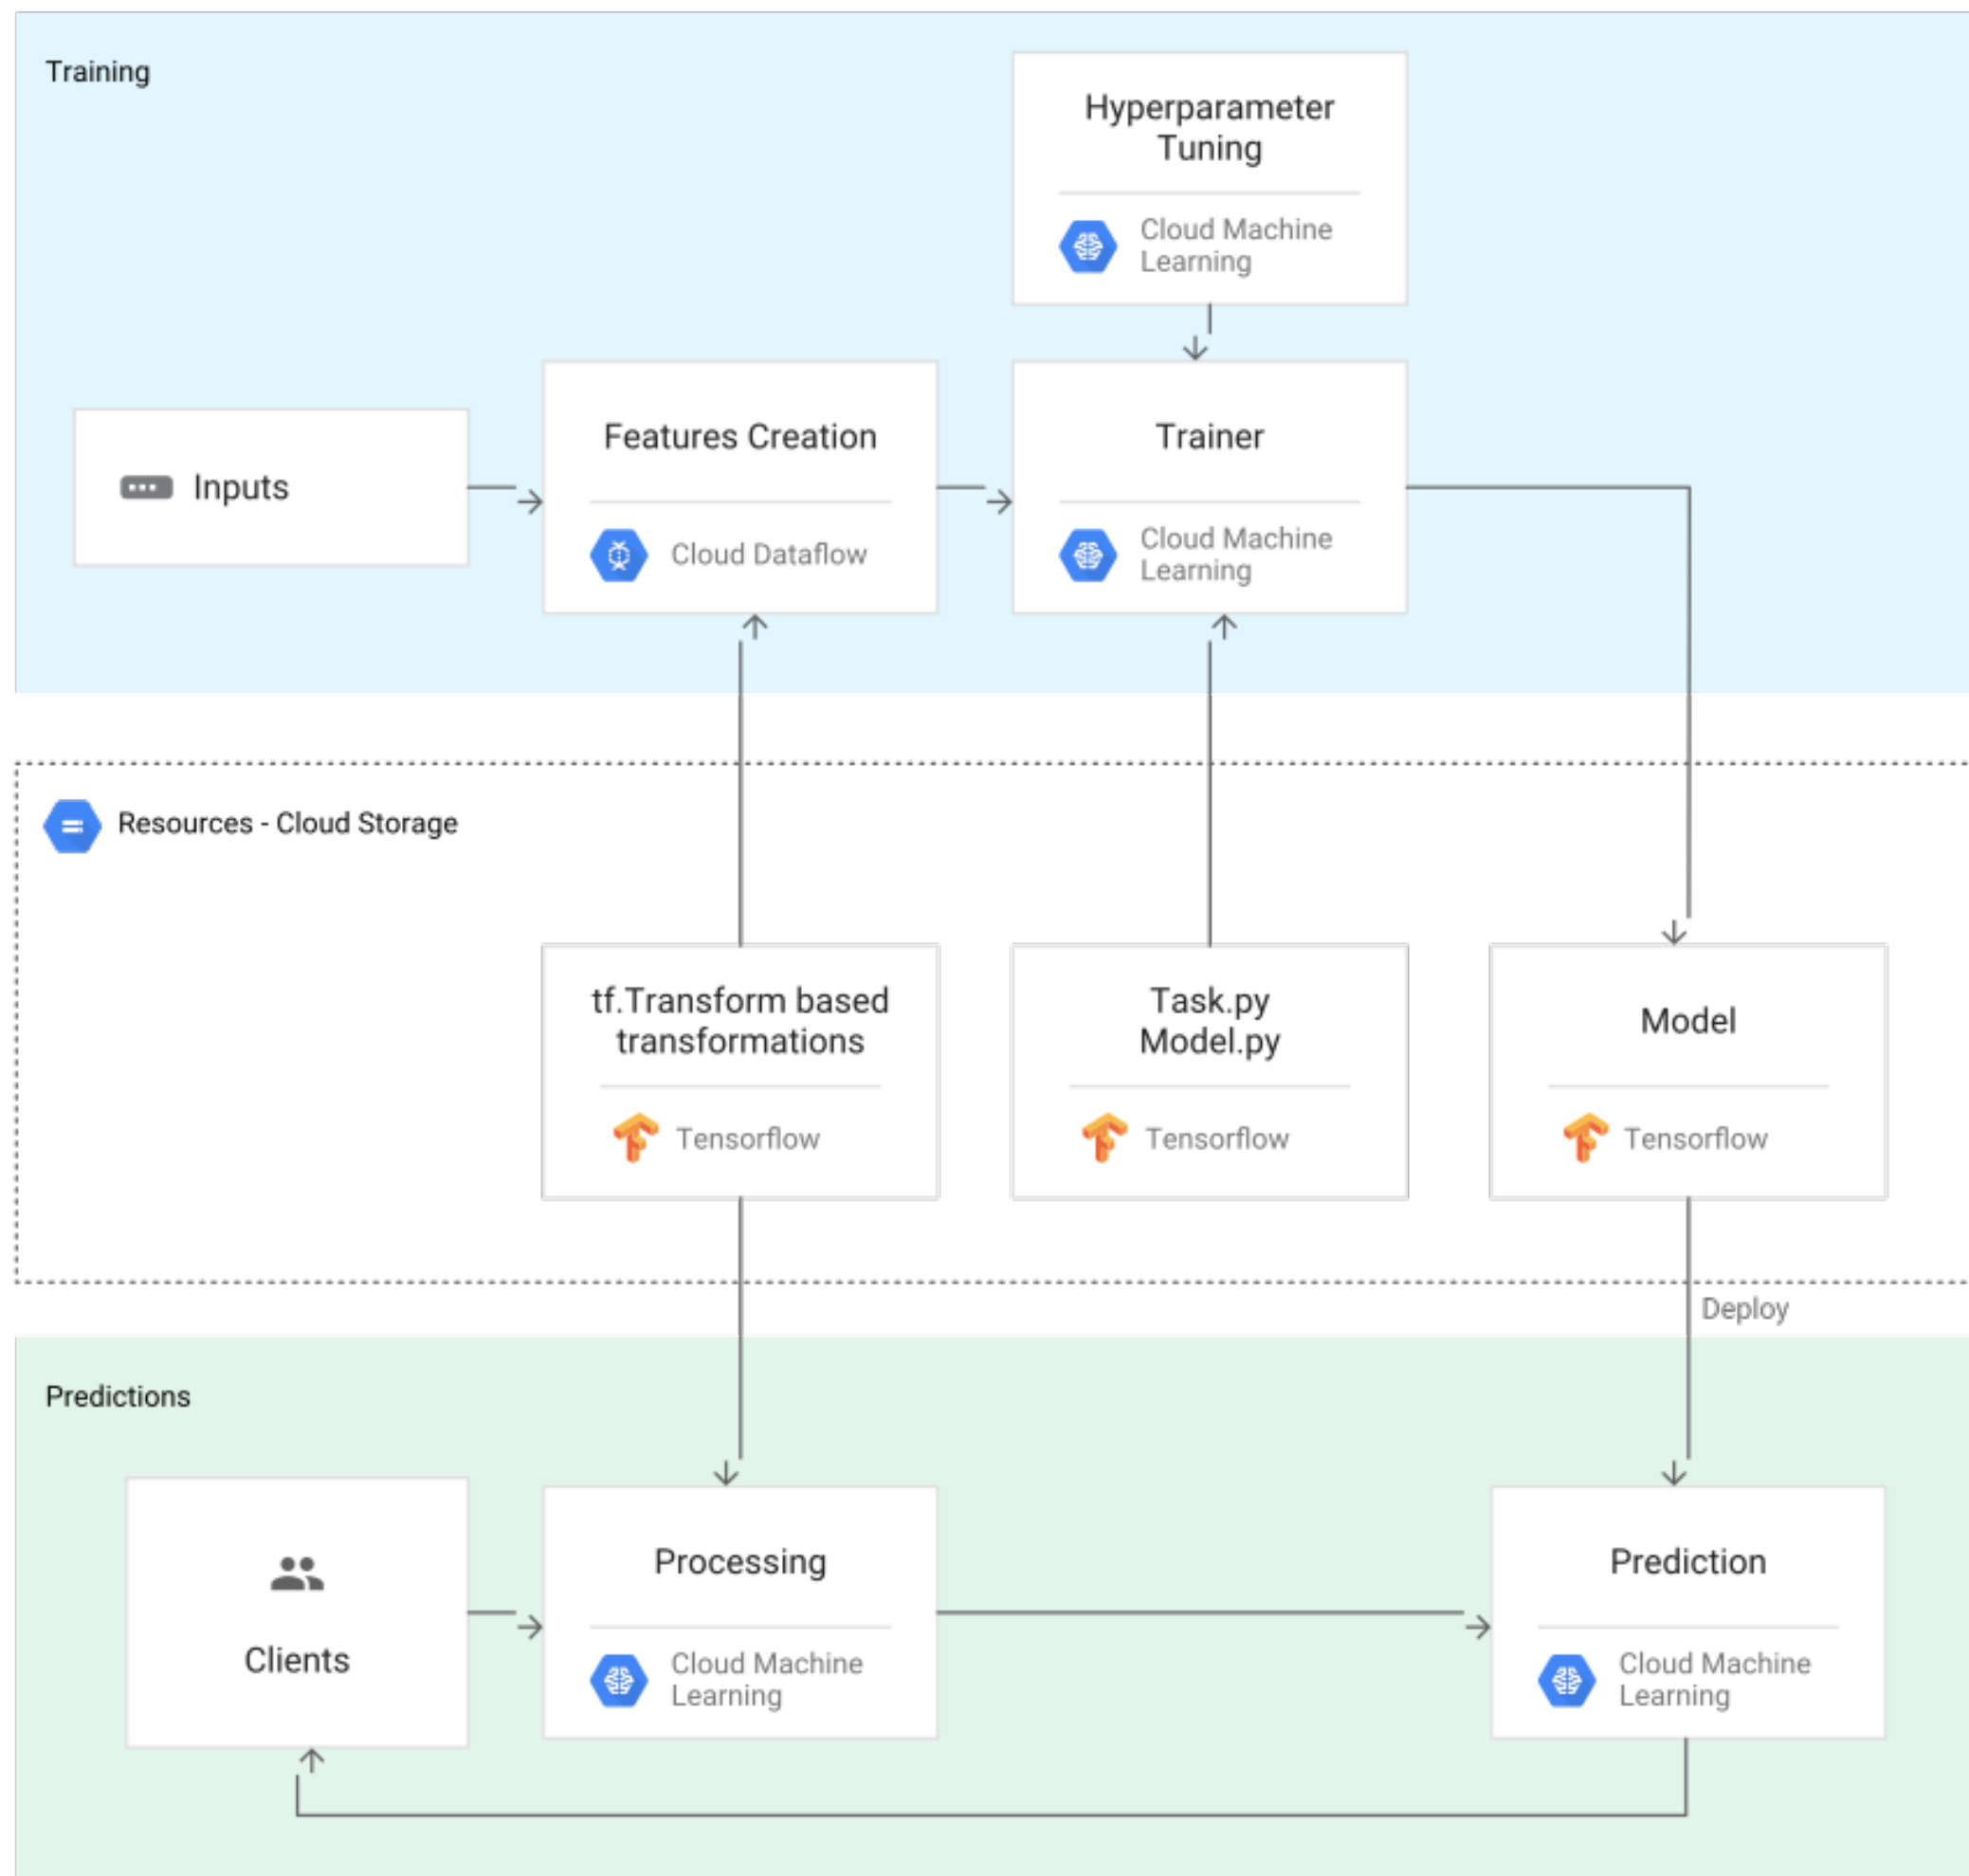 Training
Hyperparameter
Tuning
Cloud Machine
Learning
Inputs
Features Creation
Cloud Dataflow
Trainer
Cloud Machine
Learning
Resources - Cloud Storage
tf.Transform based
transformations
Tensorflow
Task.py
Model.py
Tensorflow
Model
Tensorflow
Deploy
Predictions
Clients
Processing
Cloud Machine
Learning
Prediction
Cloud Machine
Learning